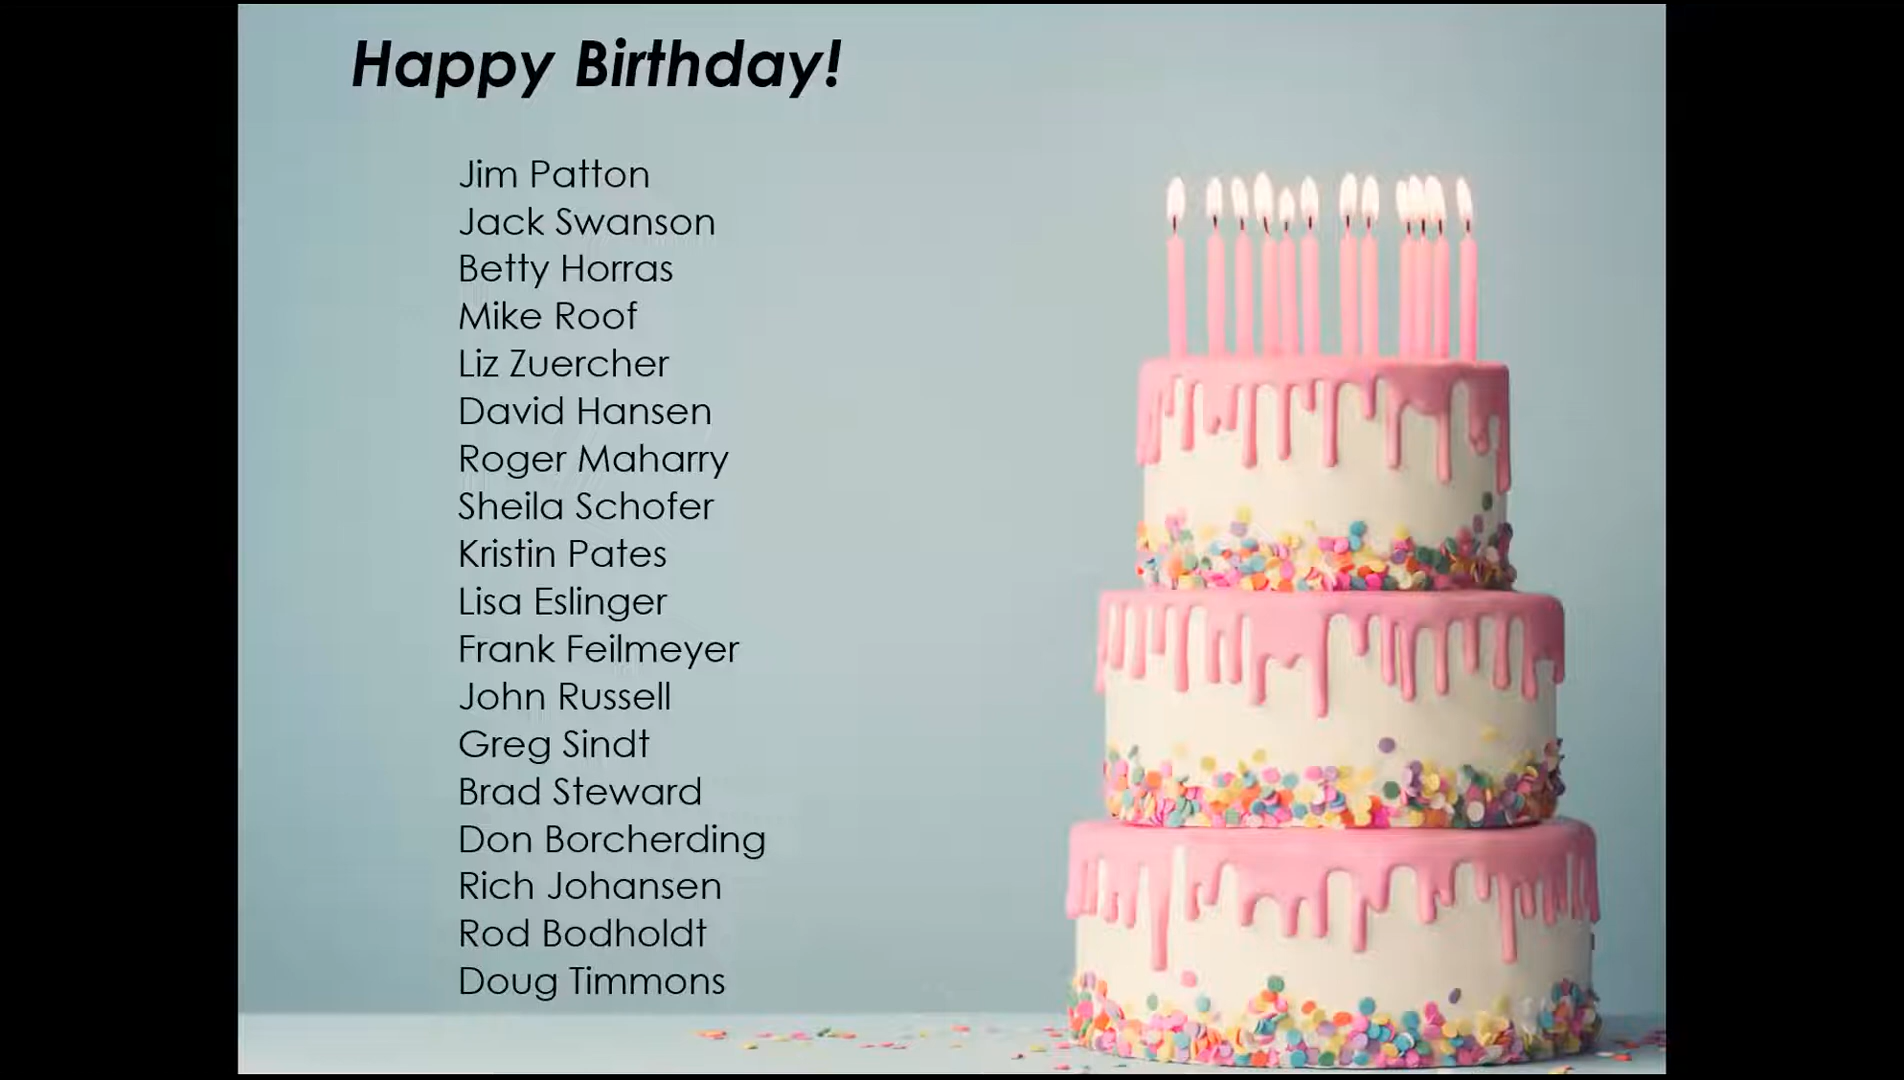 Happy Birthday!
Jim Patton
Jack Swanson
Betty Horras
Mike Roof
Liz Zuercher
David Hansen
Roger Maharry
Sheila Schofer
Kristin Pates
Lisa Eslinger
Frank Feilmeyer
John Russell
Greg Sindt
Brad Steward
Don Borcherding
Rich Johansen
Rod Bodholdt
Doug Timmons